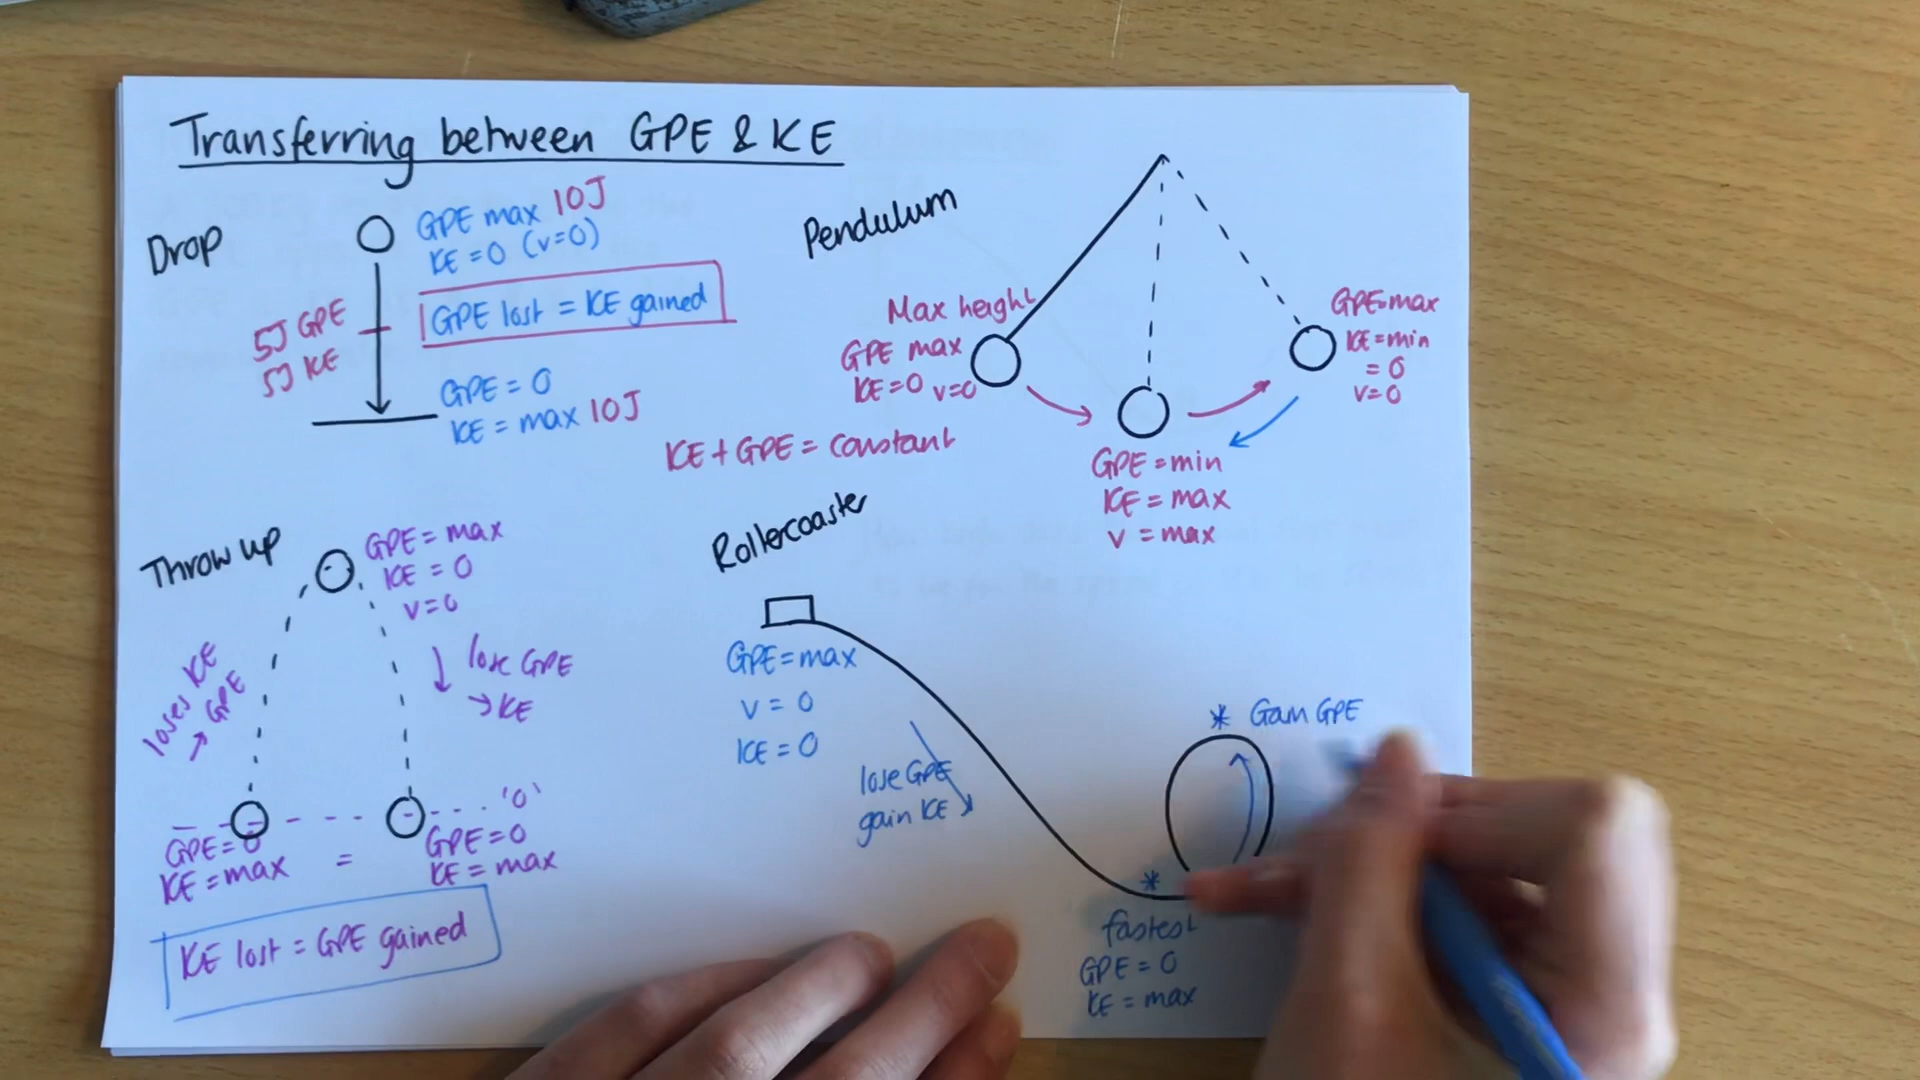 Transferring between GPE & KE
Drop
GPE max 10J
KE = 0 (v=0)
GPE lost = KE gained
5J GPE
5J KE
GPE = 0
KE = max 10J
Pendulum
Max height
GPE max
KE=0 v=0
GPE=max
KE=min
= 0
v=0
GPE=min
KE = max
v = max
KE + GPE = constant
Throw up
GPE= max
KE = 0
v=0
loses KE
→ GPE
lose GPE
→ KE
'0'
GPE=0
KE =max
=
GPE=0
KE = max
KE lost = GPE gained
Rollercoaster
GPE=max
v = 0
KE = 0
lose GPE
gain KE
* Gain GPE
*
fastest
GPE = 0
KE = max